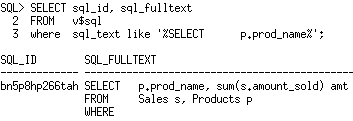 SQL> SELECT sql_id, sql_fulltext
  2  FROM   v$sql
  3  where  sql_text like '%SELECT      p.prod_name%';
SQL_ID        SQL_FULLTEXT
------------- ----------------------------------------
bn5p8hp266tah SELECT   p.prod_name, sum(s.amount_sold) amt
FROM     Sales s, Products p
WHERE